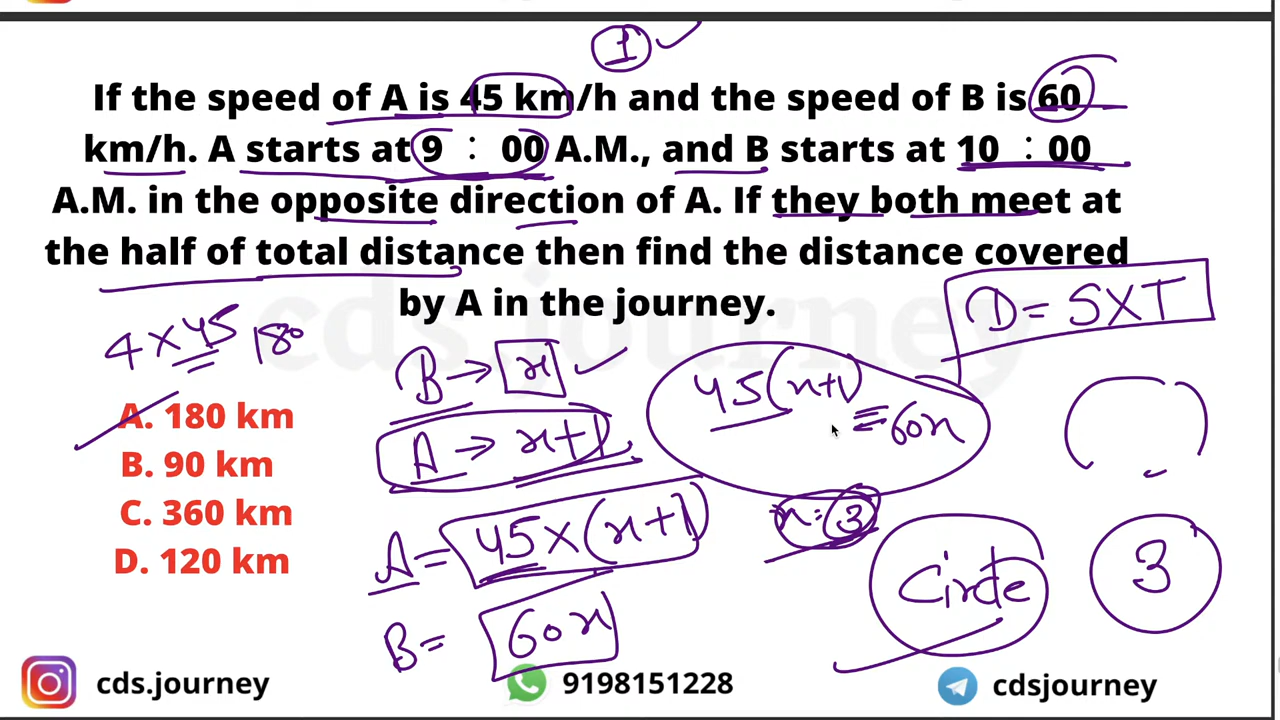 1
If the speed of A is 45 km/h and the speed of B is 60
km/h. A starts at 9 : 00 A.M., and B starts at 10 : 00
A.M. in the opposite direction of A. If they both meet at
the half of total distance then find the distance covered
by A in the journey.
D = S X T
4 X 45 180
B → x
45(x+1) = 60x
A → x+1
A. 180 km
B. 90 km
C. 360 km
D. 120 km
x = 3
A = 45 X (x+1)
B = 60x
Circle
3
cds journey
cds.journey
9198151228
cdsjourney